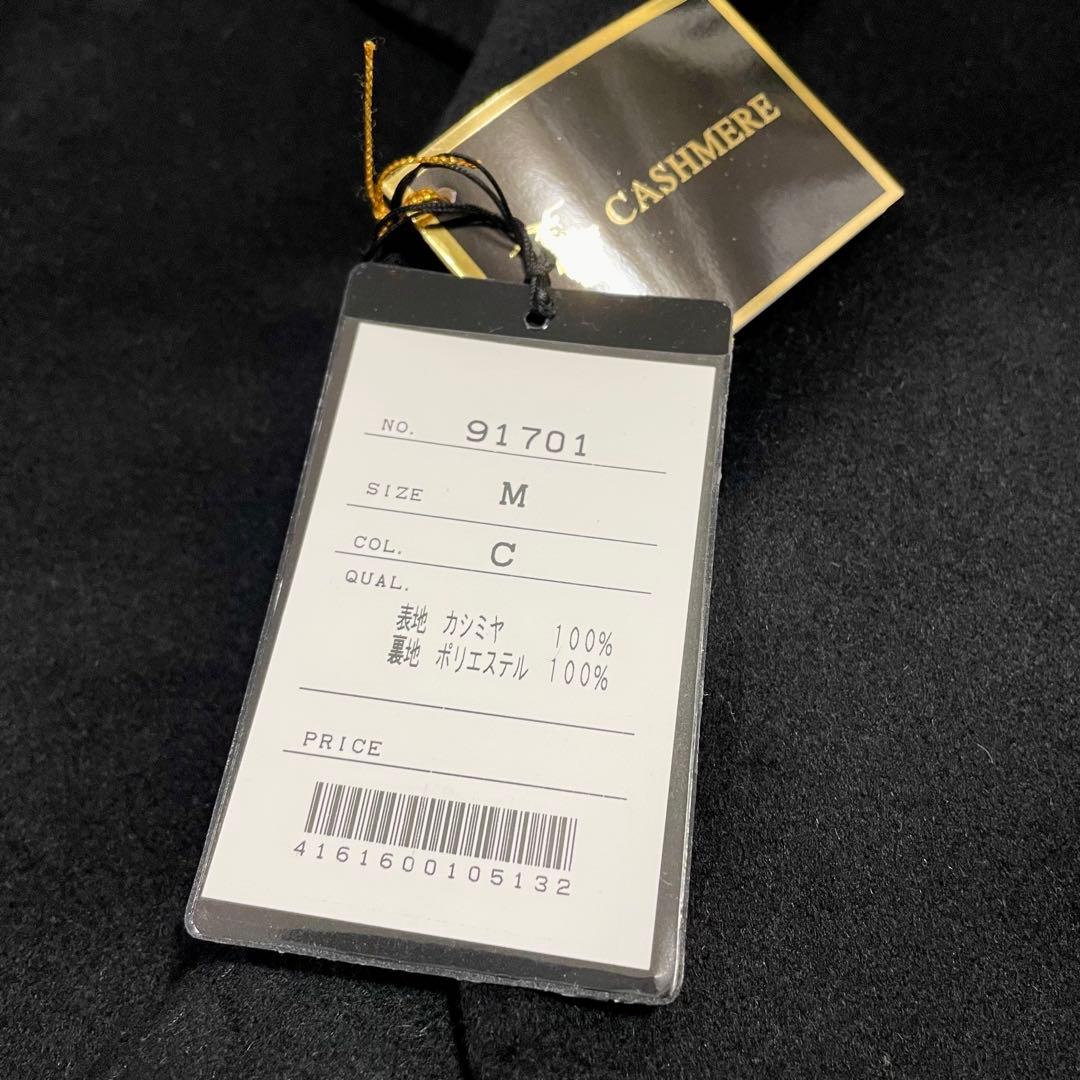 CASHMERE
NO. 91701
SIZE M
COL. C
QUAL.
表地 カシミヤ 100%
裏地 ポリエステル 100%
PRICE
4161600105132